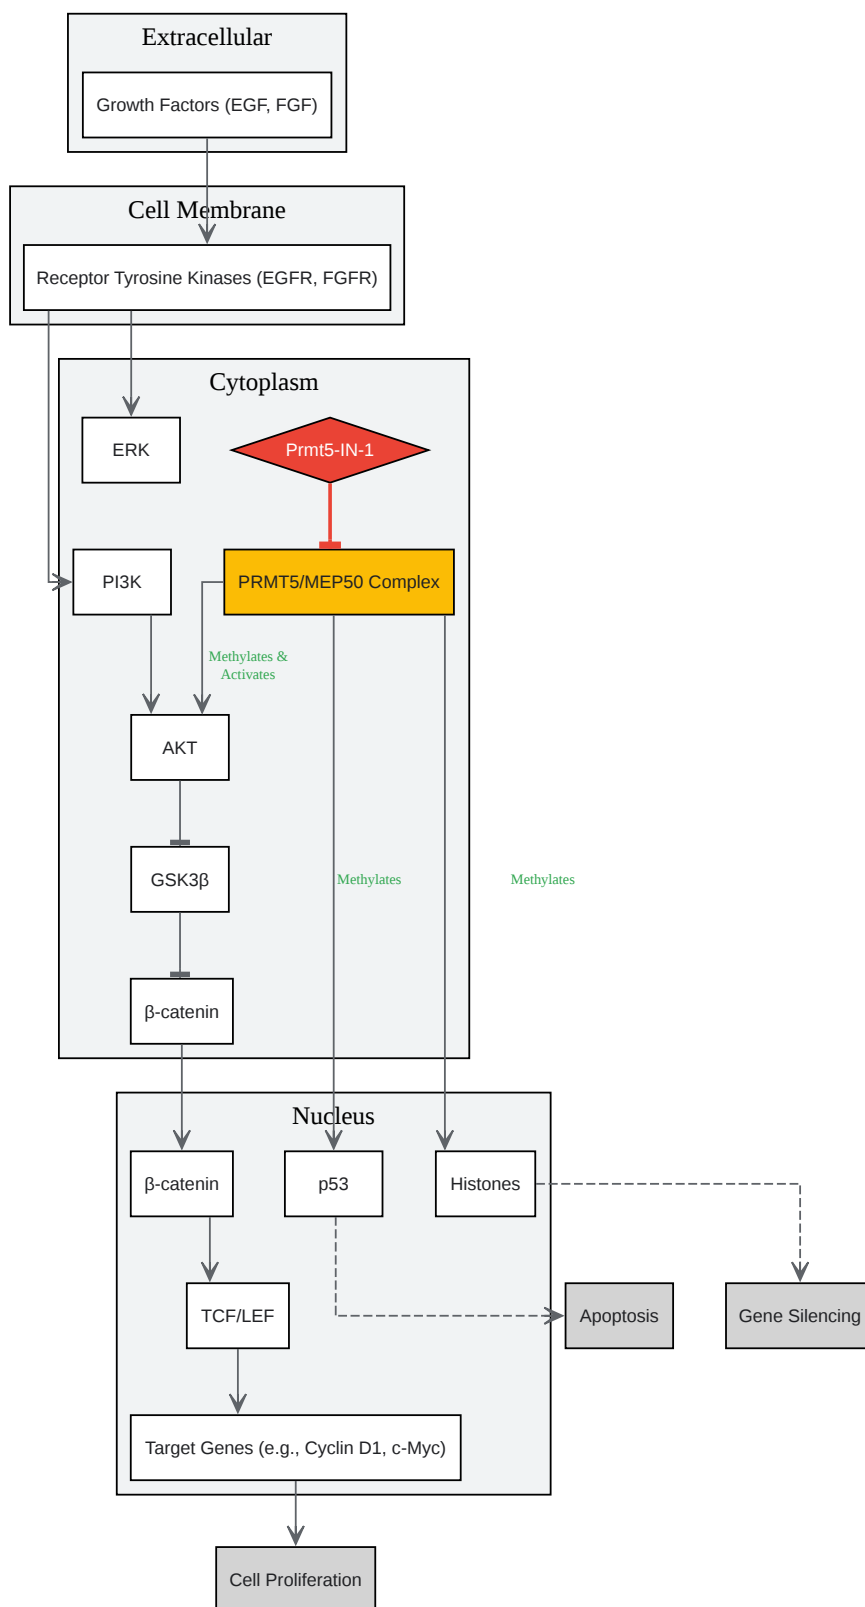 Extracellular
Growth Factors (EGF, FGF)
Cell Membrane
Receptor Tyrosine Kinases (EGFR, FGFR)
Cytoplasm
ERK
Prmt5-IN-1
PI3K
PRMT5/MEP50 Complex
Methylates &
Activates
AKT
GSK3β
Methylates
Methylates
β-catenin
Nucleus
β-catenin
p53
Histones
TCF/LEF
Apoptosis
Gene Silencing
Target Genes (e.g., Cyclin D1, c-Myc)
Cell Proliferation